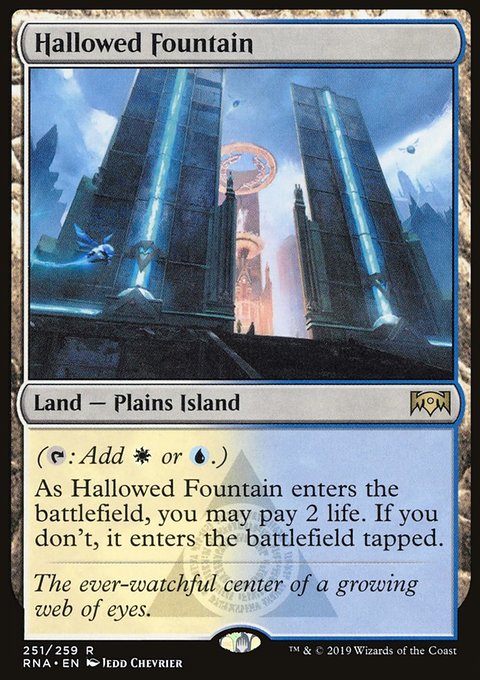 Hallowed Fountain
Land — Plains Island
(: Add or .)
As Hallowed Fountain enters the
battlefield, you may pay 2 life. If you
don't, it enters the battlefield tapped.
The ever-watchful center of a growing
web of eyes.
251/259 R
RNA • EN Jedd Chevrier
™ & © 2019 Wizards of the Coast